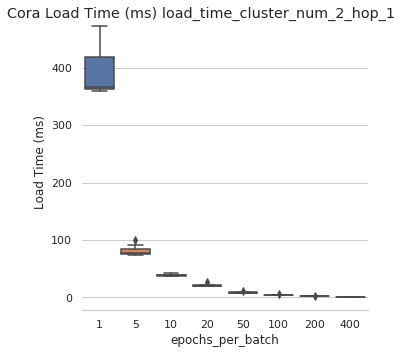 Cora Load Time (ms) load_time_cluster_num_2_hop_1
400
300
200
100
0
Load Time (ms)
1 5 10 20 50 100 200 400
epochs_per_batch